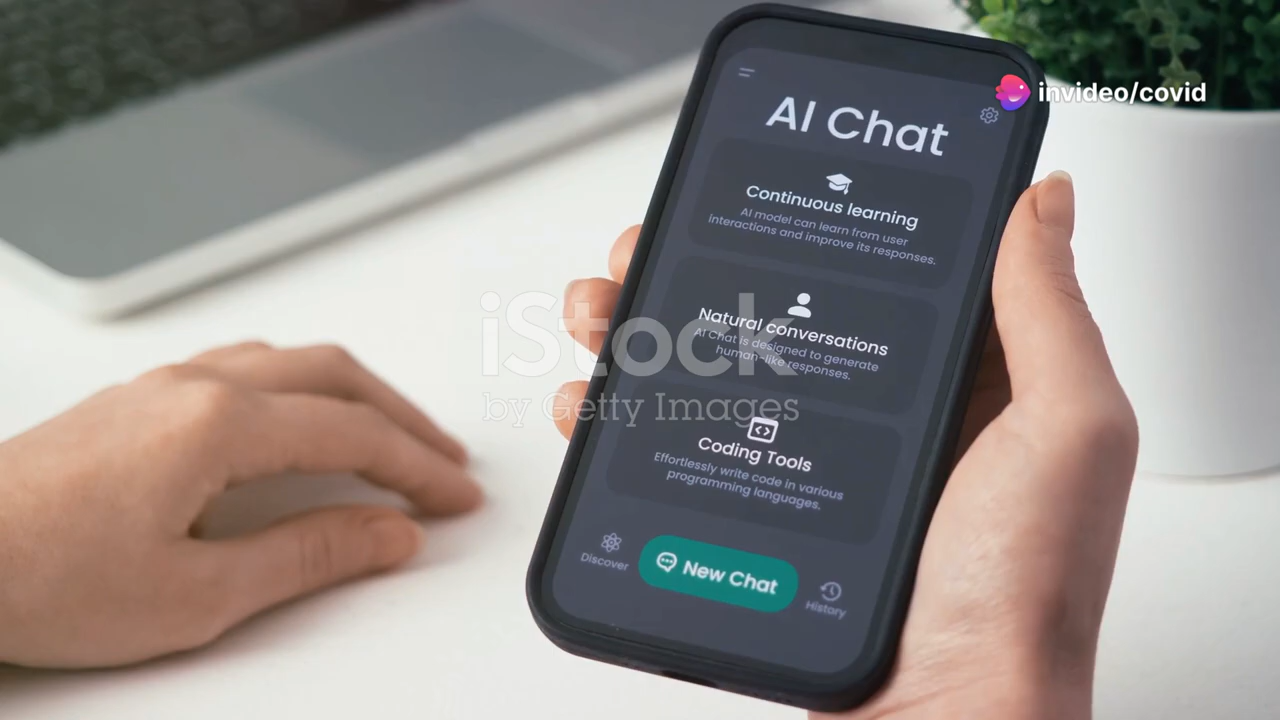 invideo/covid
AI Chat
Continuous learning
AI model can learn from user
interactions and improve its responses.
Natural conversations
AI Chat is designed to generate
human-like responses.
iStock
by Getty Images
Coding Tools
Effortlessly write code in various
programming languages.
Discover
New Chat
History